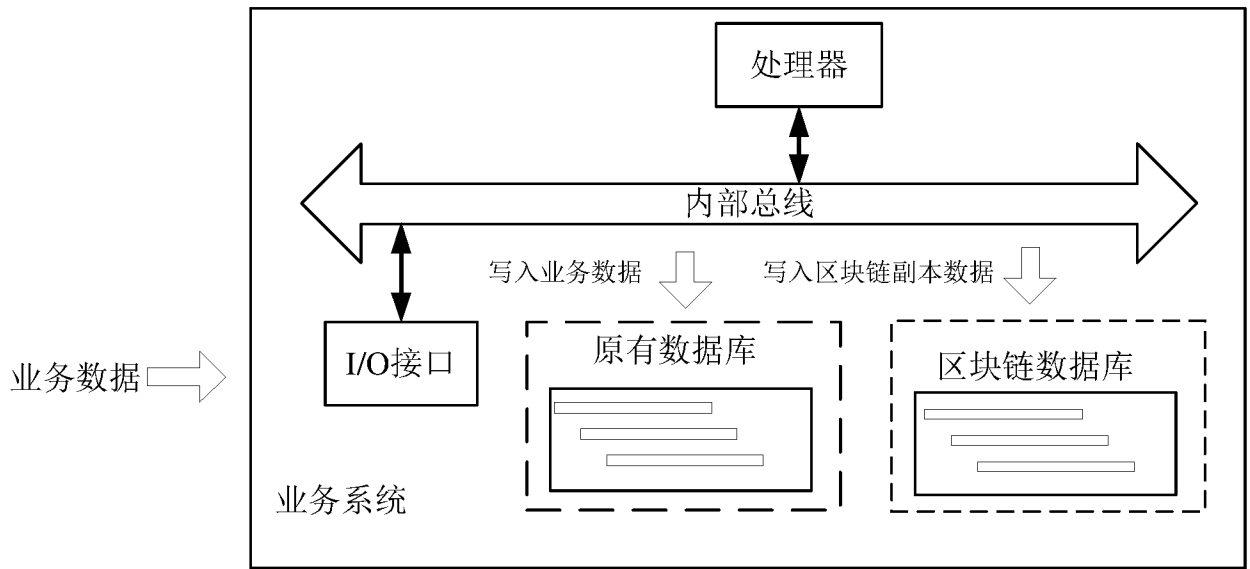 处理器
内部总线
写入业务数据
写入区块链副本数据
I/O接口
原有数据库
区块链数据库
业务数据
业务系统